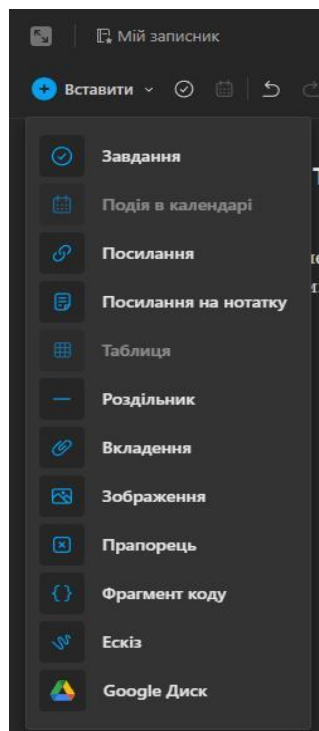 Мій записник
Вставити
Завдання
Подія в календарі
Посилання
Посилання на нотатку
Таблиця
Роздільник
Вкладення
Зображення
Прапорець
Фрагмент коду
Ескіз
Google Диск